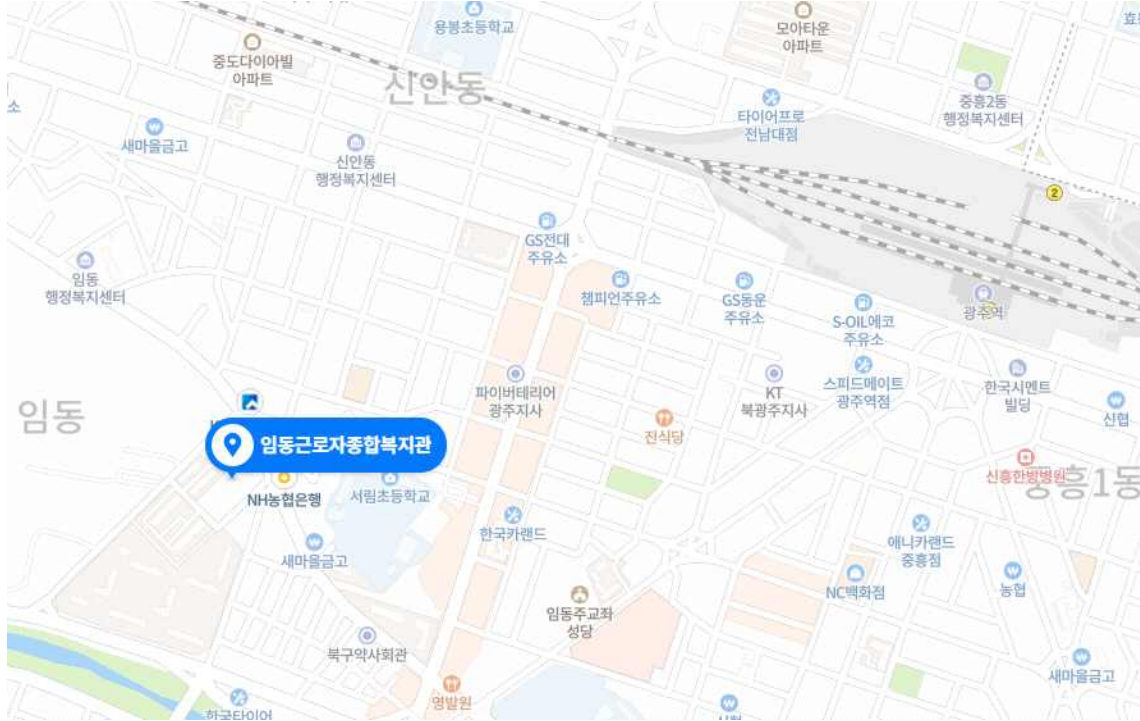 용봉초등학교
모아타운
아파트
중도다이아빌
아파트
신안동
중흥2동
행정복지센터
타이어프로
전남대점
새마을금고
신안동
행정복지센터
2
GS전대
주유소
임동
행정복지센터
챔피언주유소
GS동운
주유소
광주역
S-OIL에코
주유소
파이버테리어
광주지사
KT
북광주지사
스피드메이트
광주역점
한국시멘트
빌딩
신협
임동
진식당
임동근로자종합복지관
신흥한방병원
중흥1동
NH농협은행
서림초등학교
한국카랜드
애니카랜드
중흥점
새마을금고
NC백화점
농협
임동주교좌
성당
북구약사회관
새마을금고
영발원
한국타이어
신협